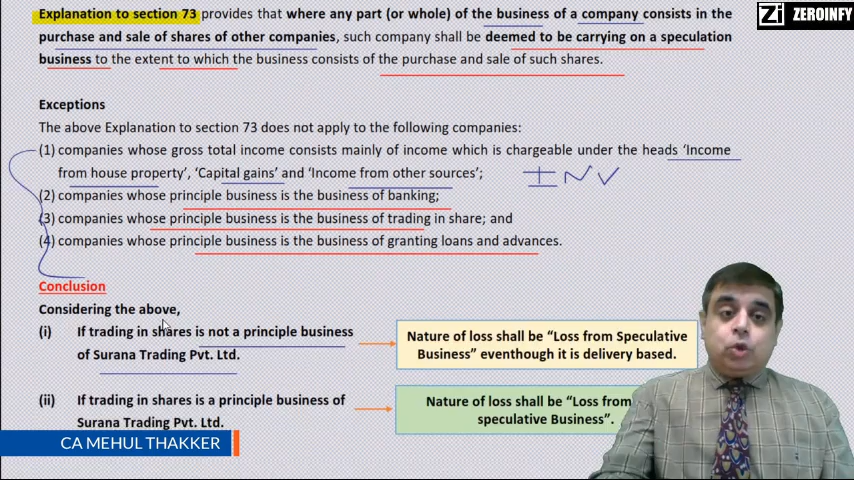 Explanation to section 73 provides that where any part (or whole) of the business of a company consists in the
purchase and sale of shares of other companies, such company shall be deemed to be carrying on a speculation
business to the extent to which the business consists of the purchase and sale of such shares.
Exceptions
The above Explanation to section 73 does not apply to the following companies:
(1) companies whose gross total income consists mainly of income which is chargeable under the heads 'Income
from house property', 'Capital gains' and 'Income from other sources';
INV
(2) companies whose principle business is the business of banking;
(3) companies whose principle business is the business of trading in share; and
(4) companies whose principle business is the business of granting loans and advances.
Conclusion
Considering the above,
(i) If trading in shares is not a principle business
of Surana Trading Pvt. Ltd.
Nature of loss shall be "Loss from Speculative
Business" eventhough it is delivery based.
(ii) If trading in shares is a principle business of
Surana Trading Pvt. Ltd.
Nature of loss shall be "Loss from
speculative Business".
CA MEHUL THAKKER
Zi ZEROINFY